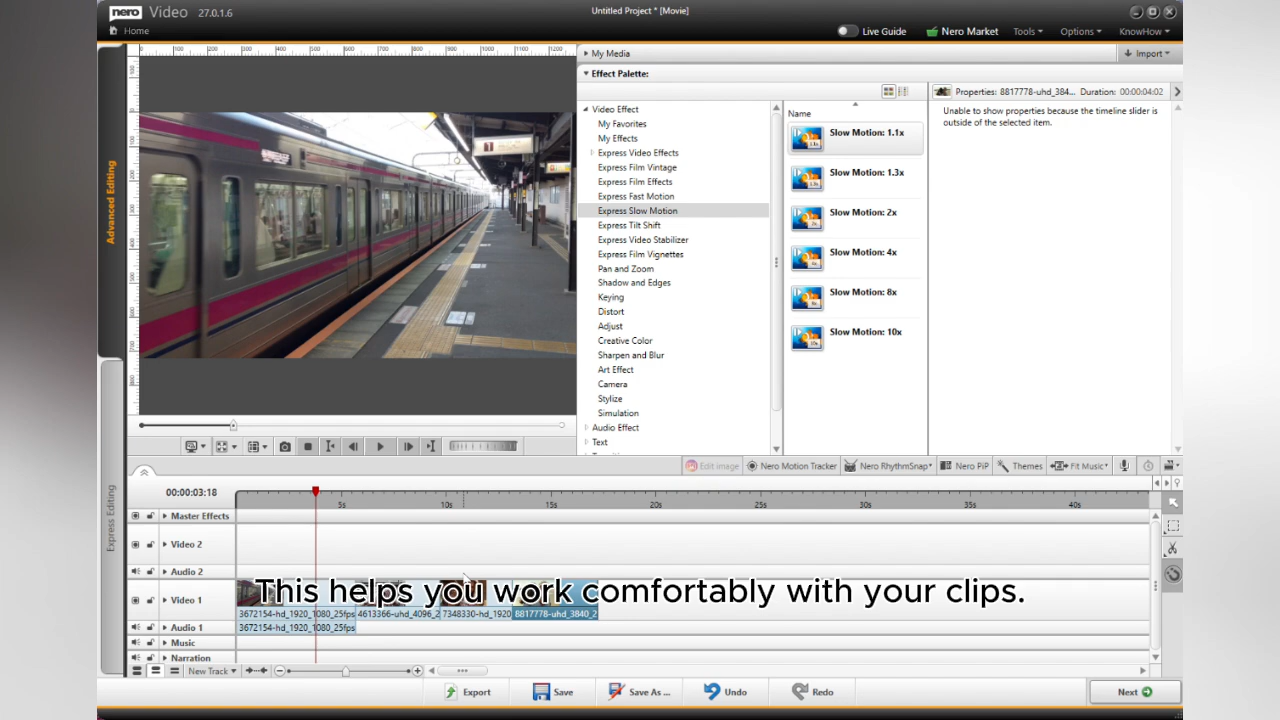 nero Video 27.0.1.6
Untitled Project * [Movie]
Home
Live Guide
Nero Market
Tools
Options
KnowHow
My Media
Import
Effect Palette:
Advanced Editing
Express Editing
Video Effect
My Favorites
My Effects
Express Video Effects
Express Film Vintage
Express Film Effects
Express Fast Motion
Express Slow Motion
Express Tilt Shift
Express Video Stabilizer
Express Film Vignettes
Pan and Zoom
Shadow and Edges
Keying
Distort
Adjust
Creative Color
Sharpen and Blur
Art Effect
Camera
Stylize
Simulation
Audio Effect
Text
Name
Slow Motion: 1.1x
Slow Motion: 1.3x
Slow Motion: 2x
Slow Motion: 4x
Slow Motion: 8x
Slow Motion: 10x
Properties: 8817778-uhd_384... Duration: 00:00:04:02
Unable to show properties because the timeline slider is
outside of the selected item.
Edit image
Nero Motion Tracker
Nero RhythmSnap
Nero PiP
Themes
Fit Music
00:00:03:18
5s 10s 15s 20s 25s 30s 35s 40s
Master Effects
Video 2
Audio 2
Video 1
This helps you work comfortably with your clips.
3672154-hd_1920_1080_25fps 4613366-uhd_4096_2 7348330-hd_1920 8817778-uhd_3840_2
Audio 1
3672154-hd_1920_1080_25fps
Music
Narration
New Track
Export
Save
Save As ...
Undo
Redo
Next